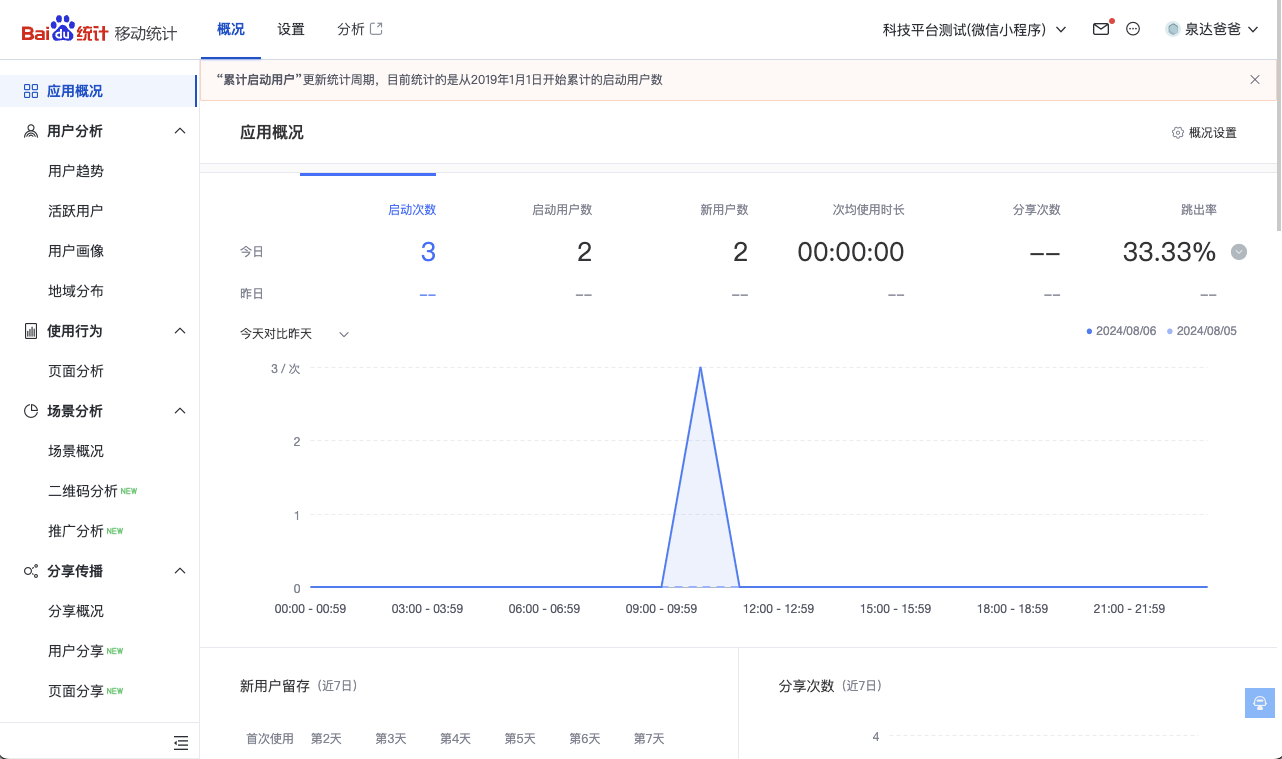 Bai du 统计 移动统计
概况 设置 分析
科技平台测试(微信小程序) 泉达爸爸
“累计启动用户”更新统计周期，目前统计的是从2019年1月1日开始累计的启动用户数
应用概况
用户分析
用户趋势
活跃用户
用户画像
地域分布
使用行为
页面分析
场景分析
场景概况
二维码分析 NEW
推广分析 NEW
分享传播
分享概况
用户分享 NEW
页面分享 NEW
应用概况
概况设置
启动次数 启动用户数 新用户数 次均使用时长 分享次数 跳出率
今日 3 2 2 00:00:00 -- 33.33%
昨日 -- -- -- -- -- --
今天对比昨天
2024/08/06 2024/08/05
3 / 次
2
1
0
00:00 - 00:59 03:00 - 03:59 06:00 - 06:59 09:00 - 09:59 12:00 - 12:59 15:00 - 15:59 18:00 - 18:59 21:00 - 21:59
新用户留存（近7日）
首次使用 第2天 第3天 第4天 第5天 第6天 第7天
分享次数（近7日）
4